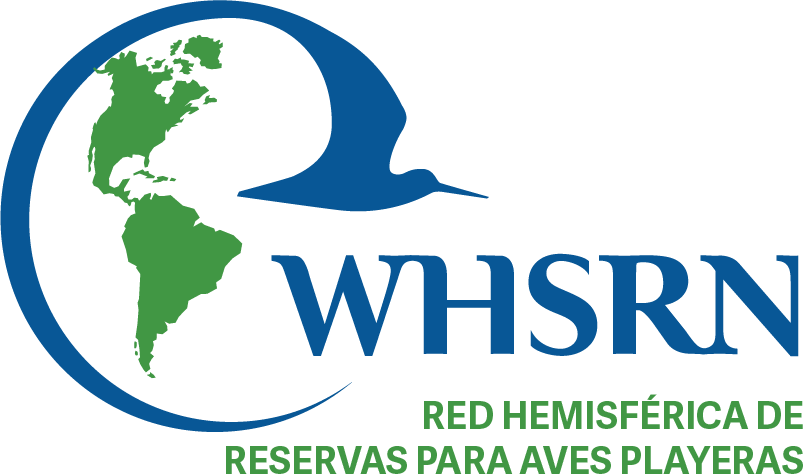 WHSRN
RED HEMISFÉRICA DE
RESERVAS PARA AVES PLAYERAS